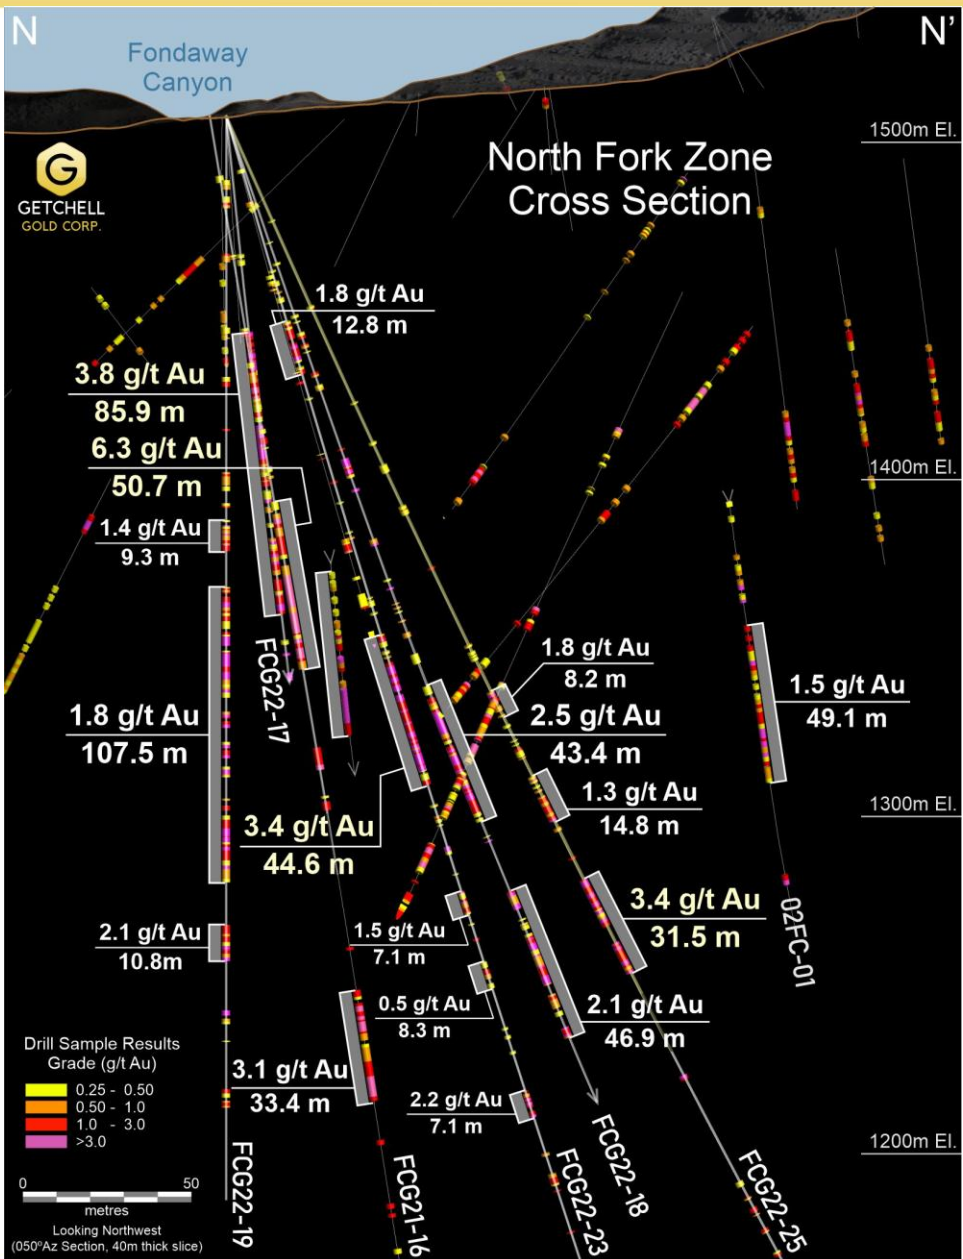 N
N'
Fondaway
Canyon
1500m El.
North Fork Zone
Cross Section
G
GETCHELL
GOLD CORP.
1.8 g/t Au
12.8 m
3.8 g/t Au
85.9 m
6.3 g/t Au
50.7 m
1400m El.
1.4 g/t Au
9.3 m
FCG22-17
1.8 g/t Au
8.2 m
1.5 g/t Au
49.1 m
1.8 g/t Au
107.5 m
2.5 g/t Au
43.4 m
1.3 g/t Au
14.8 m
1300m El.
3.4 g/t Au
44.6 m
3.4 g/t Au
31.5 m
02FC-01
2.1 g/t Au
10.8m
1.5 g/t Au
7.1 m
0.5 g/t Au
8.3 m
2.1 g/t Au
46.9 m
3.1 g/t Au
33.4 m
2.2 g/t Au
7.1 m
1200m El.
Drill Sample Results
Grade (g/t Au)
0.25 - 0.50
0.50 - 1.0
1.0 - 3.0
>3.0
0 50
metres
Looking Northwest
(050°Az Section, 40m thick slice)
FCG22-19
FCG21-16
FCG22-23
FCG22-18
FCG22-25